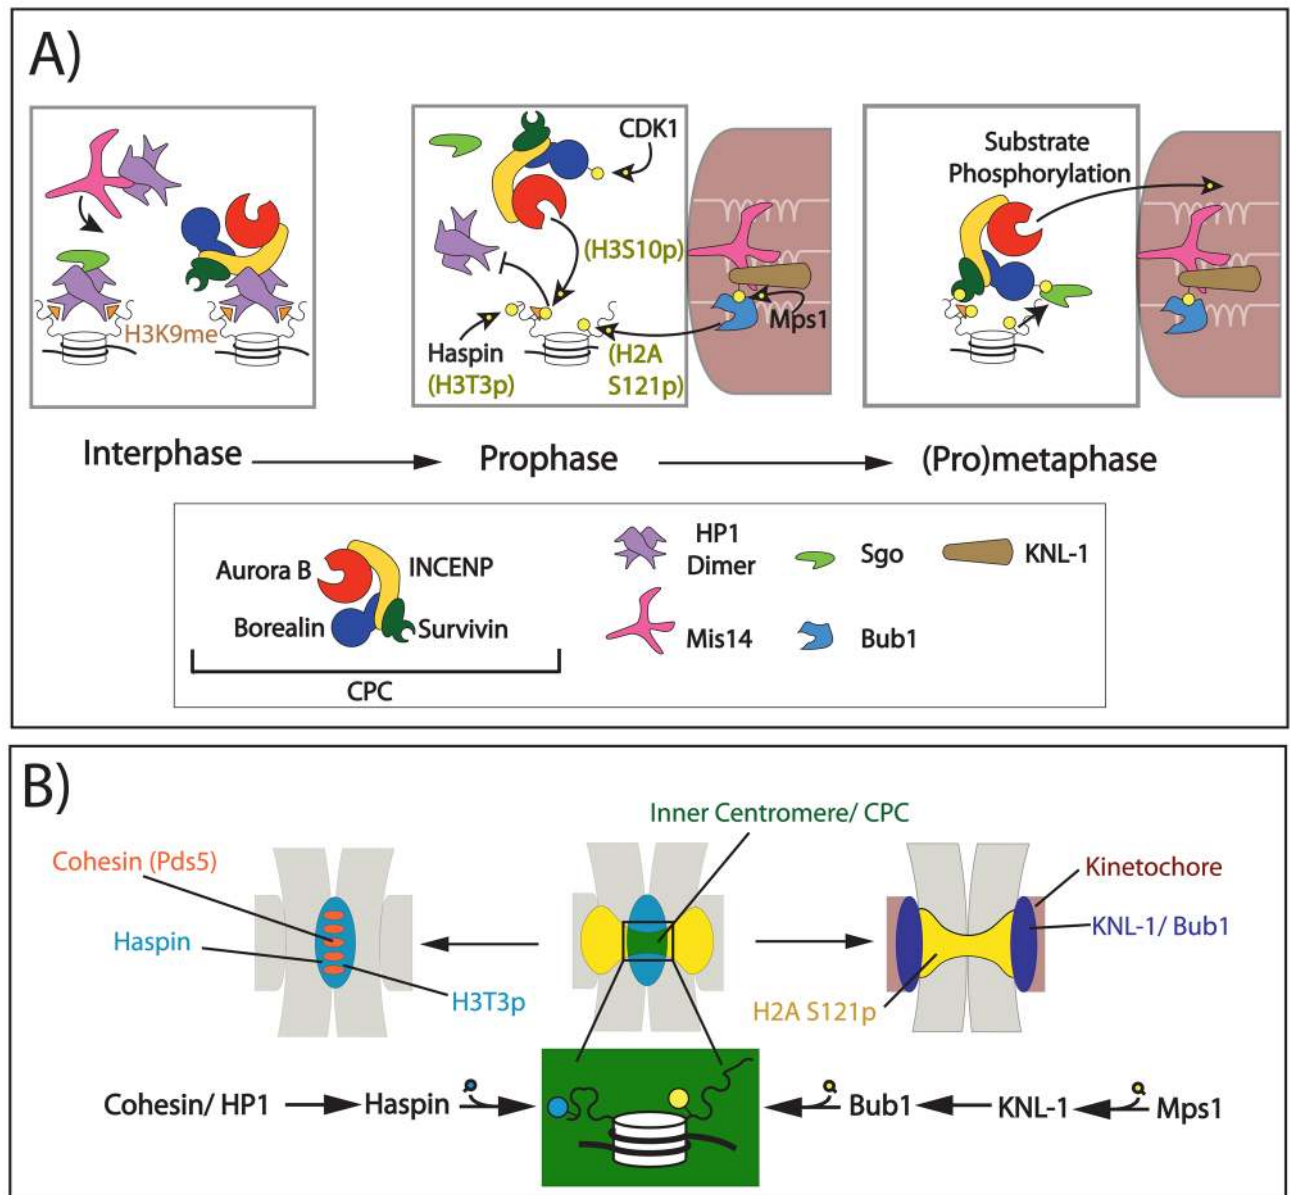 A)
CDK1
Substrate
Phosphorylation
(H3S10p)
H3K9me
Mps1
Haspin
(H3T3p)
(H2A
S121p)
Interphase
Prophase
(Pro)metaphase
Aurora B
INCENP
Borealin
Survivin
CPC
HP1
Dimer
Sgo
KNL-1
Mis14
Bub1
B)
Inner Centromere/ CPC
Cohesin (Pds5)
Haspin
H3T3p
Kinetochore
KNL-1/ Bub1
H2A S121p
Cohesin/ HP1
Haspin
Bub1
KNL-1
Mps1